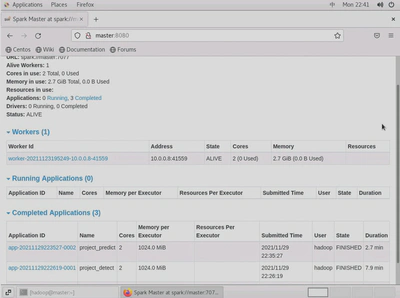 Applications Places Firefox 中 Mon 22:41
Spark Master at spark://m
master:8080
Centos Wiki Documentation Forums
URL: spark://master:7077
Alive Workers: 1
Cores in use: 2 Total, 0 Used
Memory in use: 2.7 GiB Total, 0.0 B Used
Resources in use:
Applications: 0 Running, 3 Completed
Drivers: 0 Running, 0 Completed
Status: ALIVE
Workers (1)
Worker Id Address State Cores Memory Resources
worker-20211123195249-10.0.0.8-41559 10.0.0.8:41559 ALIVE 2 (0 Used) 2.7 GiB (0.0 B Used)
Running Applications (0)
Application ID Name Cores Memory per Executor Resources Per Executor Submitted Time User State Duration
Completed Applications (3)
Application ID Name Cores Memory per Executor Resources Per Executor Submitted Time User State Duration
app-20211129223527-0002 project_predict 2 1024.0 MiB 2021/11/29 22:35:27 hadoop FINISHED 2.7 min
app-20211129222619-0001 project_detect 2 1024.0 MiB 2021/11/29 22:26:19 hadoop FINISHED 7.9 min
[hadoop@master:~] Spark Master at spark://master:707...